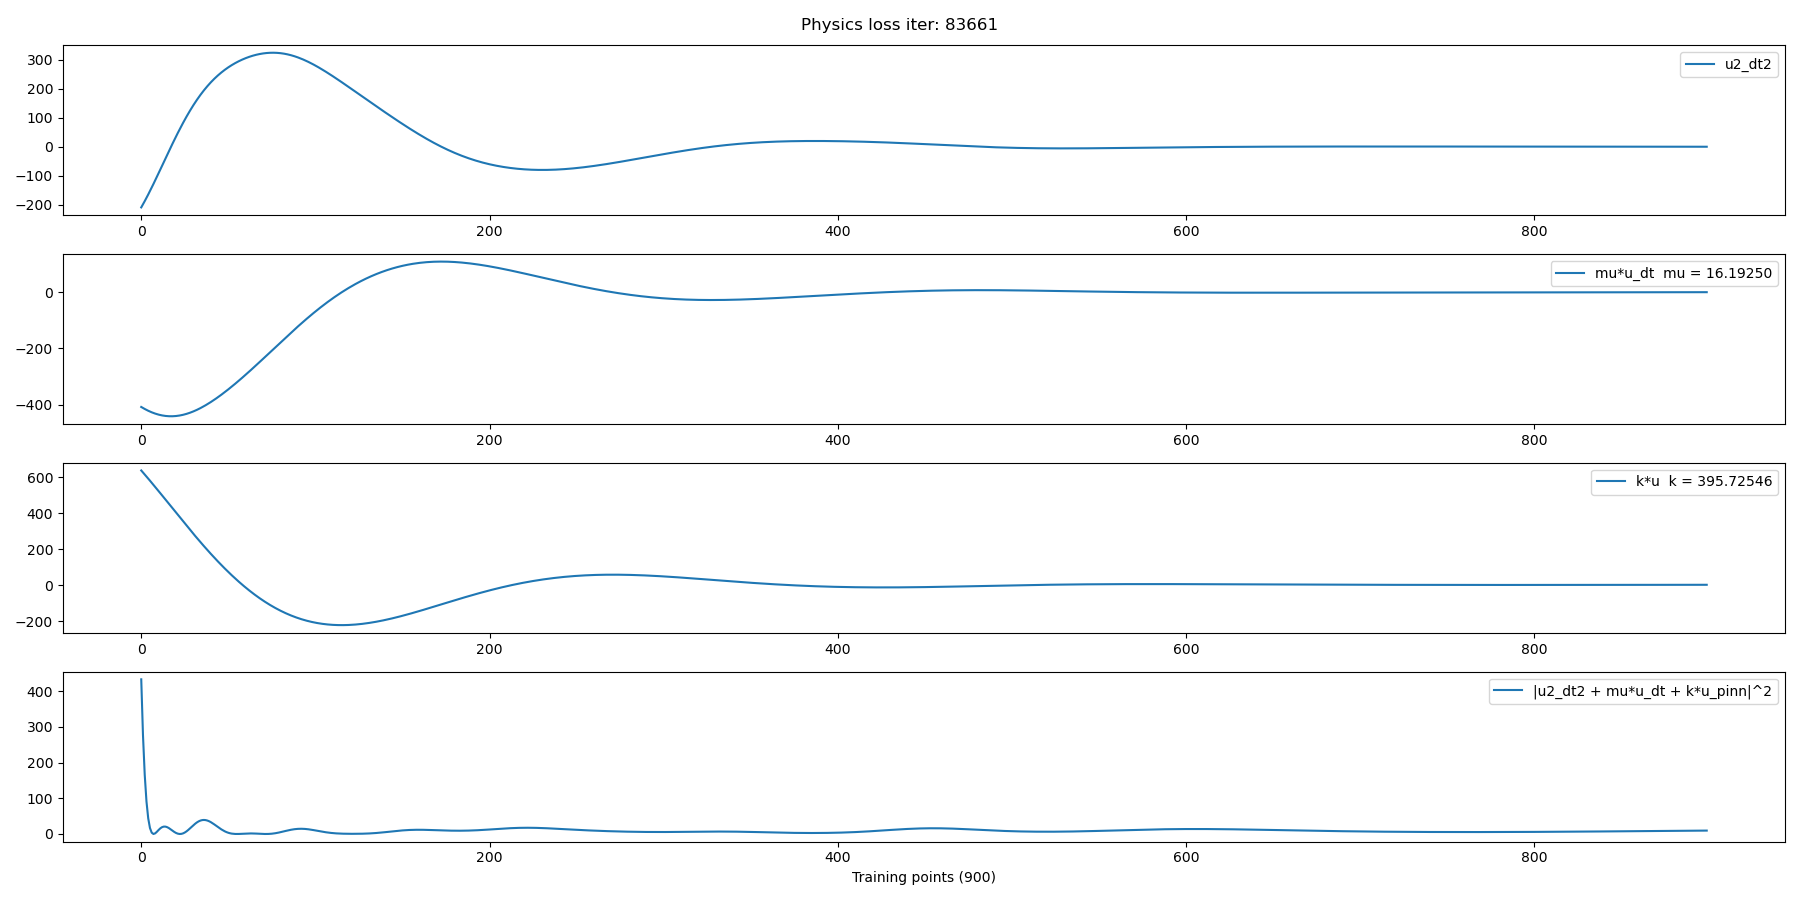 Physics loss iter: 83661
300
200
100
0
−100
−200
u2_dt2
0 200 400 600 800
0
−200
−400
mu*u_dt  mu = 16.19250
0 200 400 600 800
600
400
200
0
−200
k*u  k = 395.72546
0 200 400 600 800
400
300
200
100
0
|u2_dt2 + mu*u_dt + k*u_pinn|^2
0 200 400 600 800
Training points (900)